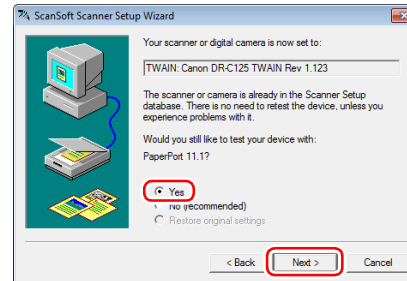 ScanSoft Scanner Setup Wizard
Your scanner or digital camera is now set to:
TWAIN: Canon DR-C125 TWAIN Rev 1.123
The scanner or camera is already in the Scanner Setup
database. There is no need to retest the device, unless you
experience problems with it.
Would you still like to test your device with:
PaperPort 11.1?
Yes
No (recommended)
Restore original settings
< Back
Next >
Cancel